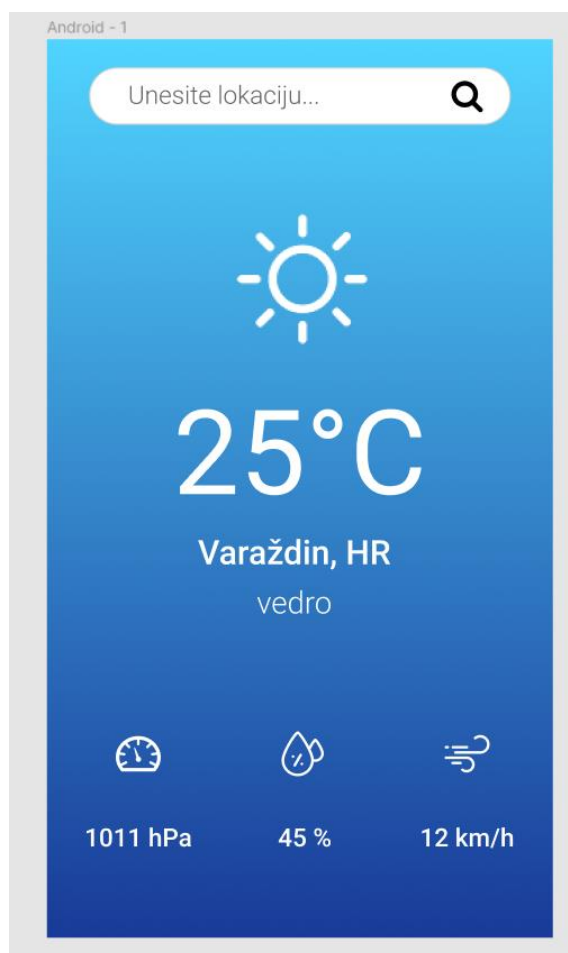 Android - 1
Unesite lokaciju...
25°C
Varaždin, HR
vedro
%
1011 hPa 45 % 12 km/h